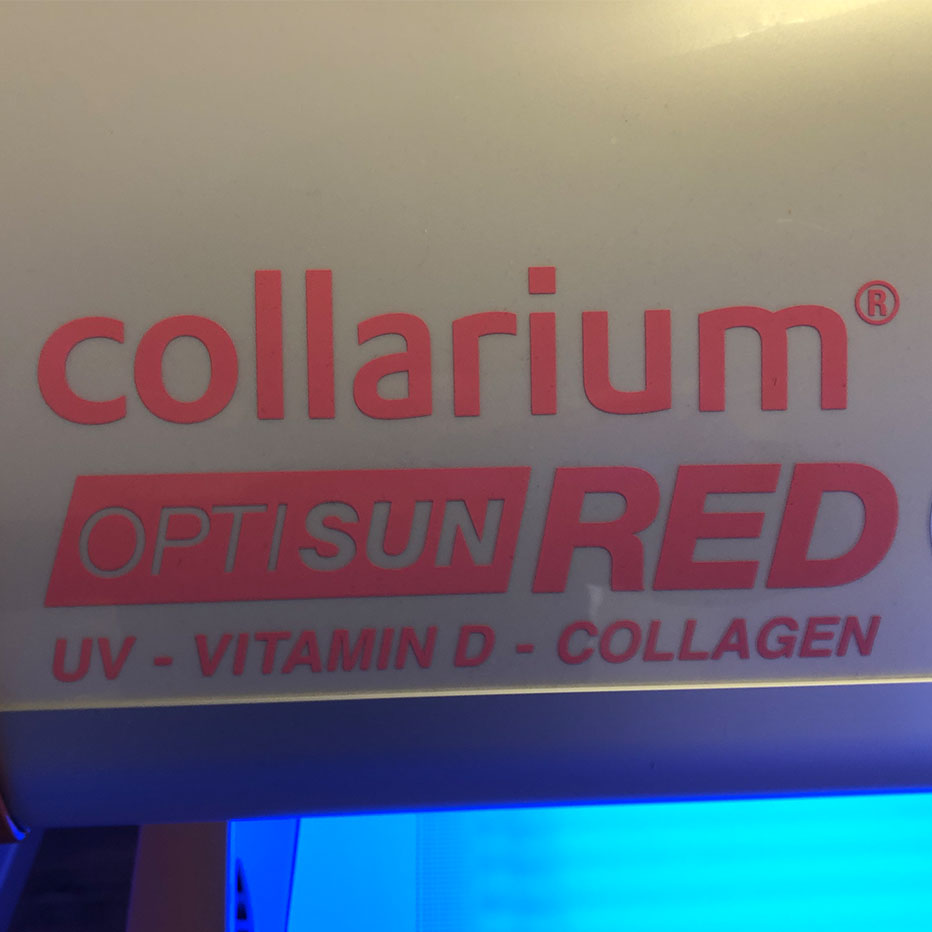 collarium®
OPTISUN RED
UV - VITAMIN D - COLLAGEN